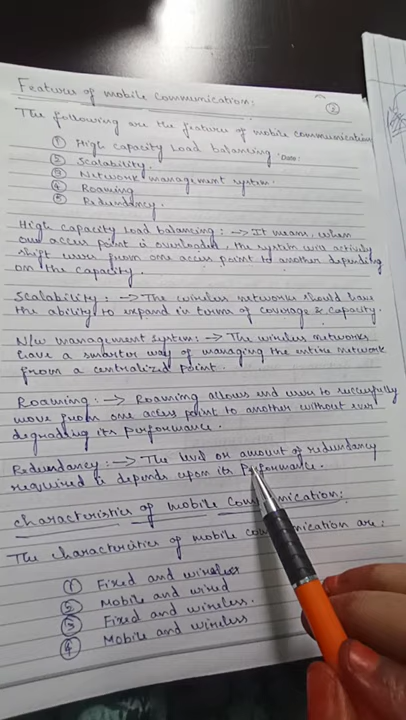 Features of mobile communication:
②
The following are the feature of mobile communication
① High capacity Load balancing. Date:
② Scalability.
③ Network management system.
④ Roaming
⑤ Redundancy.
High capacity Load balancing : -> It means, when
one access point is overloaded, the system will actively
shift users from one access point to another depending
on the capacity.
Scalability : -> The wireless networks should have
the ability to expand in terms of coverage & capacity.
N/w management system : -> The wireless networks
have a smarter way of managing the entire network
from a centralized point.
Roaming : -> Roaming allows end users to successfully
move from one access point to another without ever
degrading its performance.
Redundancy : -> The level or amount of redundancy
required is depends upon its performance.
characteristics of mobile Communication:
The characteristics of mobile communication are:
① Fixed and
② Mobile and wired
③ Fixed and wireless.
④ Mobile and wireless